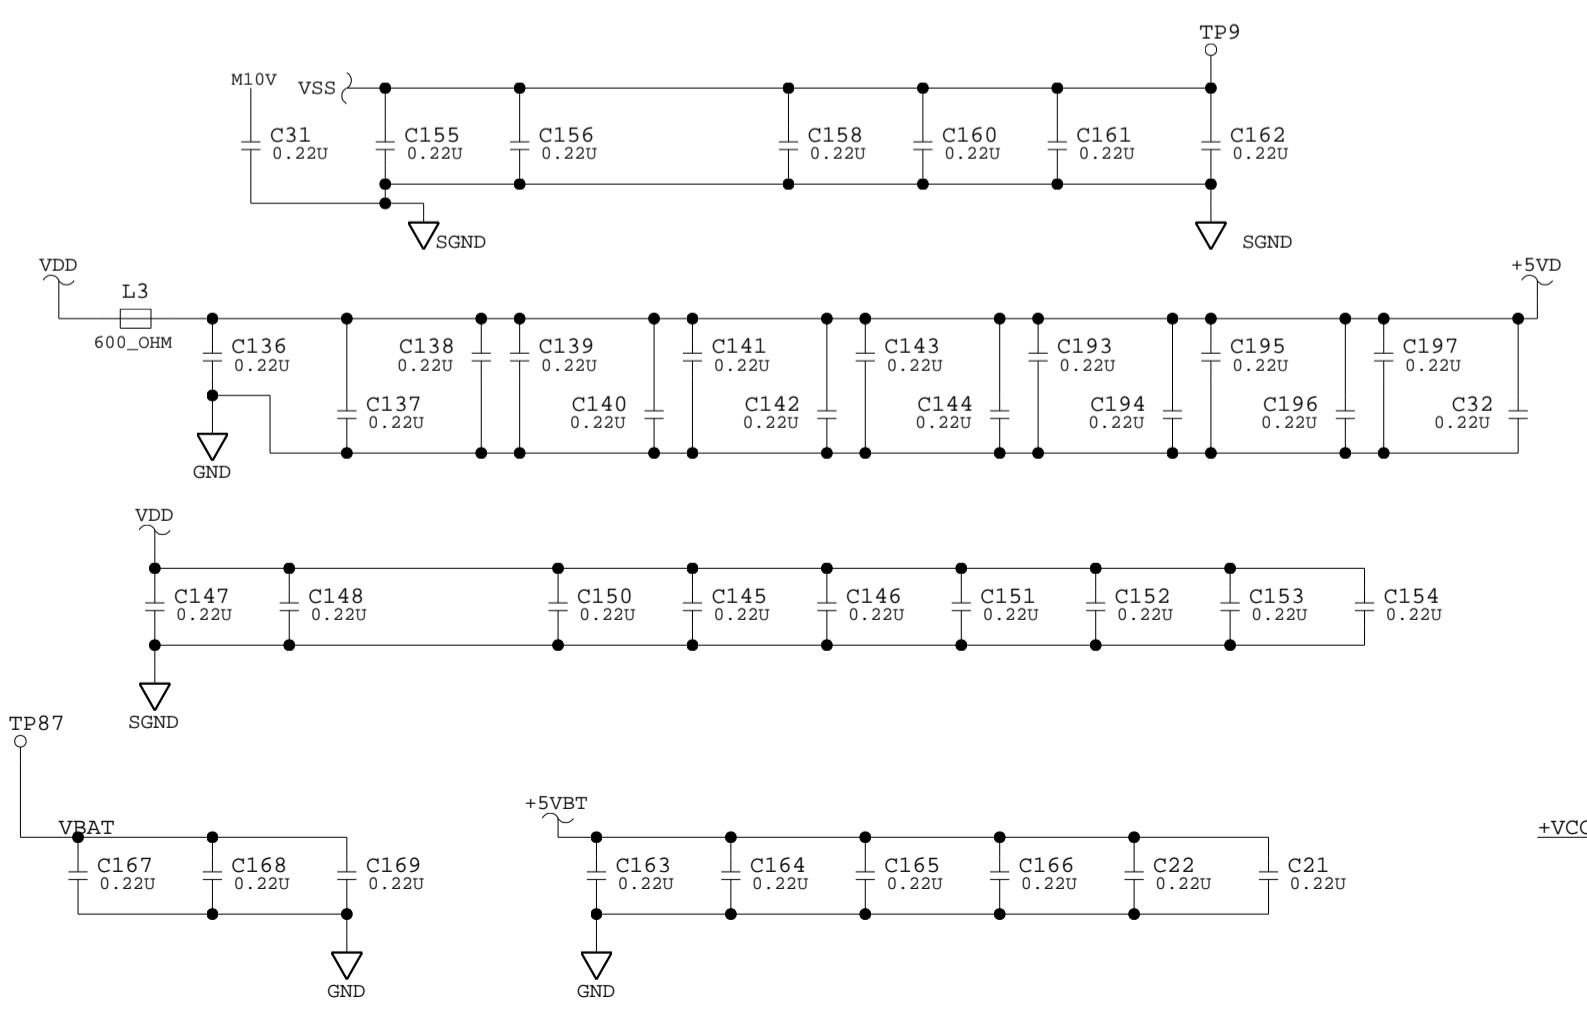 TP9
M10V
VSS
C31
0.22U
C155
0.22U
C156
0.22U
C158
0.22U
C160
0.22U
C161
0.22U
C162
0.22U
SGND
SGND
VDD
+5VD
L3
600_OHM
C136
0.22U
C138
0.22U
C139
0.22U
C141
0.22U
C143
0.22U
C193
0.22U
C195
0.22U
C197
0.22U
C137
0.22U
C140
0.22U
C142
0.22U
C144
0.22U
C194
0.22U
C196
0.22U
C32
0.22U
GND
VDD
C147
0.22U
C148
0.22U
C150
0.22U
C145
0.22U
C146
0.22U
C151
0.22U
C152
0.22U
C153
0.22U
C154
0.22U
SGND
TP87
+5VBT
VBAT
C167
0.22U
C168
0.22U
C169
0.22U
C163
0.22U
C164
0.22U
C165
0.22U
C166
0.22U
C22
0.22U
C21
0.22U
GND
GND